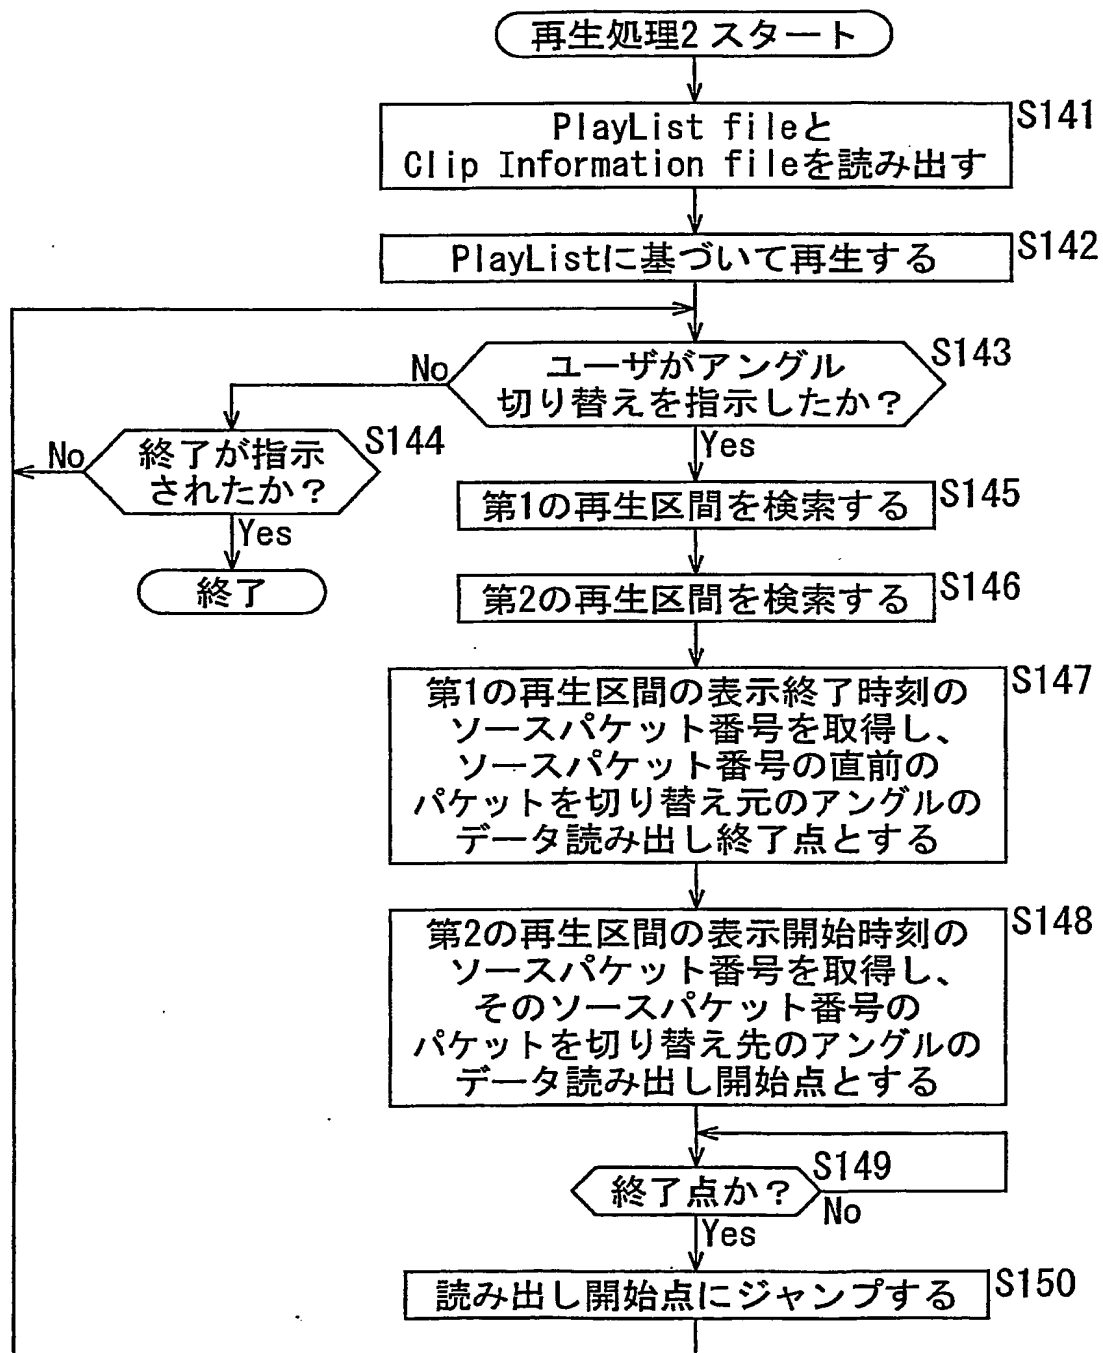 再生処理2 スタート
PlayList fileと
Clip Information fileを読み出す
S141
PlayListに基づいて再生する
S142
ユーザがアングル
切り替えを指示したか？
S143
No
Yes
終了が指示
されたか？
S144
No
Yes
終了
第1の再生区間を検索する
S145
第2の再生区間を検索する
S146
第1の再生区間の表示終了時刻の
ソースパケット番号を取得し、
ソースパケット番号の直前の
パケットを切り替え元のアングルの
データ読み出し終了点とする
S147
第2の再生区間の表示開始時刻の
ソースパケット番号を取得し、
そのソースパケット番号の
パケットを切り替え先のアングルの
データ読み出し開始点とする
S148
終了点か？
S149
No
Yes
読み出し開始点にジャンプする
S150